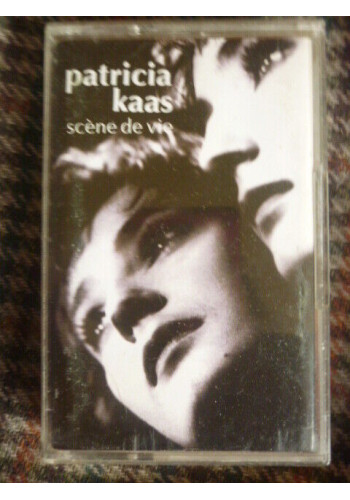 patricia
kaas
scène de vie